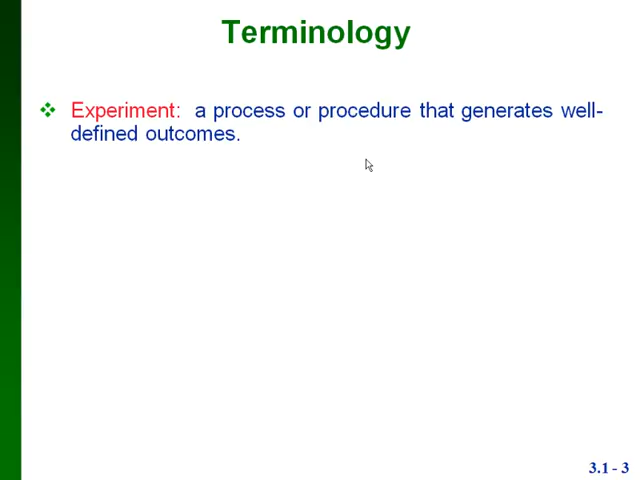 Terminology
Experiment: a process or procedure that generates well-
defined outcomes.
3.1 - 3